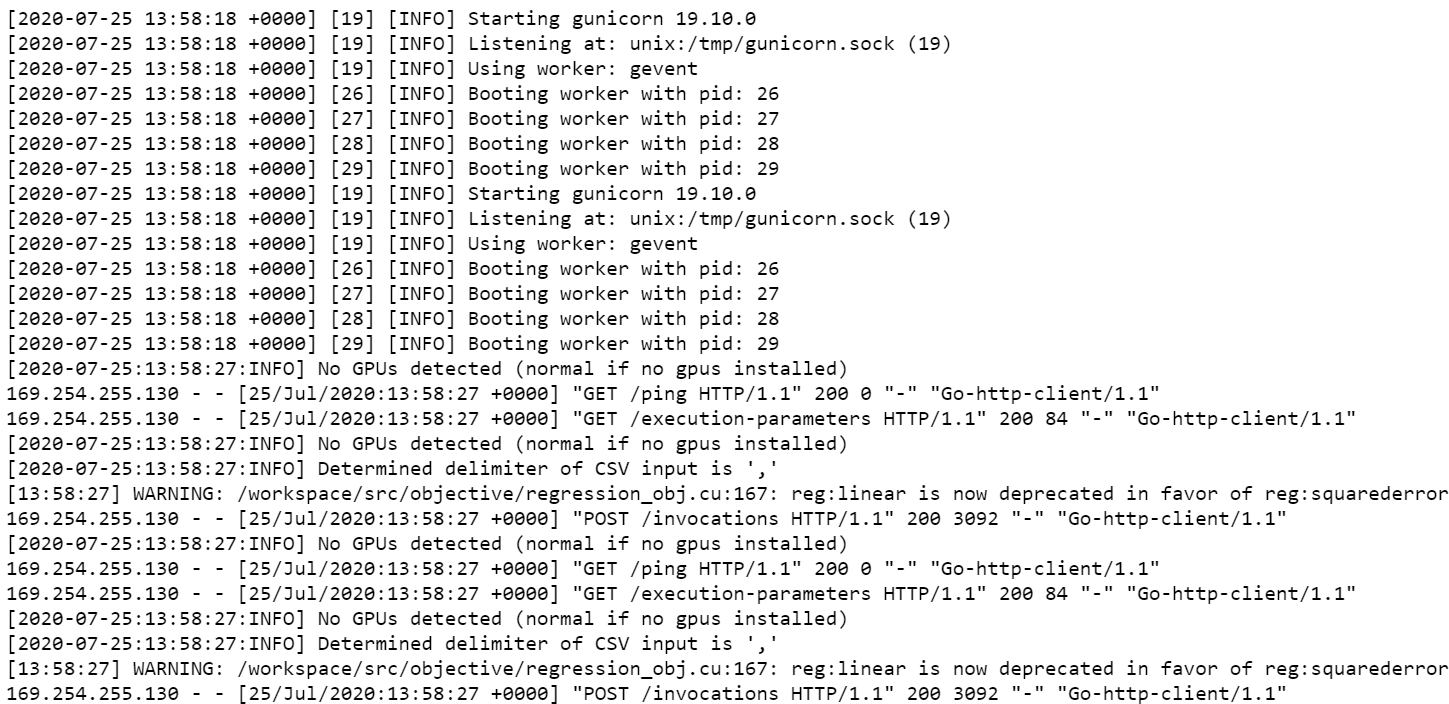 [2020-07-25 13:58:18 +0000] [19] [INFO] Starting gunicorn 19.10.0
[2020-07-25 13:58:18 +0000] [19] [INFO] Listening at: unix:/tmp/gunicorn.sock (19)
[2020-07-25 13:58:18 +0000] [19] [INFO] Using worker: gevent
[2020-07-25 13:58:18 +0000] [26] [INFO] Booting worker with pid: 26
[2020-07-25 13:58:18 +0000] [27] [INFO] Booting worker with pid: 27
[2020-07-25 13:58:18 +0000] [28] [INFO] Booting worker with pid: 28
[2020-07-25 13:58:18 +0000] [29] [INFO] Booting worker with pid: 29
[2020-07-25 13:58:18 +0000] [19] [INFO] Starting gunicorn 19.10.0
[2020-07-25 13:58:18 +0000] [19] [INFO] Listening at: unix:/tmp/gunicorn.sock (19)
[2020-07-25 13:58:18 +0000] [19] [INFO] Using worker: gevent
[2020-07-25 13:58:18 +0000] [26] [INFO] Booting worker with pid: 26
[2020-07-25 13:58:18 +0000] [27] [INFO] Booting worker with pid: 27
[2020-07-25 13:58:18 +0000] [28] [INFO] Booting worker with pid: 28
[2020-07-25 13:58:18 +0000] [29] [INFO] Booting worker with pid: 29
[2020-07-25:13:58:27:INFO] No GPUs detected (normal if no gpus installed)
169.254.255.130 - - [25/Jul/2020:13:58:27 +0000] "GET /ping HTTP/1.1" 200 0 "-" "Go-http-client/1.1"
169.254.255.130 - - [25/Jul/2020:13:58:27 +0000] "GET /execution-parameters HTTP/1.1" 200 84 "-" "Go-http-client/1.1"
[2020-07-25:13:58:27:INFO] No GPUs detected (normal if no gpus installed)
[2020-07-25:13:58:27:INFO] Determined delimiter of CSV input is ','
[13:58:27] WARNING: /workspace/src/objective/regression_obj.cu:167: reg:linear is now deprecated in favor of reg:squarederror
169.254.255.130 - - [25/Jul/2020:13:58:27 +0000] "POST /invocations HTTP/1.1" 200 3092 "-" "Go-http-client/1.1"
[2020-07-25:13:58:27:INFO] No GPUs detected (normal if no gpus installed)
169.254.255.130 - - [25/Jul/2020:13:58:27 +0000] "GET /ping HTTP/1.1" 200 0 "-" "Go-http-client/1.1"
169.254.255.130 - - [25/Jul/2020:13:58:27 +0000] "GET /execution-parameters HTTP/1.1" 200 84 "-" "Go-http-client/1.1"
[2020-07-25:13:58:27:INFO] No GPUs detected (normal if no gpus installed)
[2020-07-25:13:58:27:INFO] Determined delimiter of CSV input is ','
[13:58:27] WARNING: /workspace/src/objective/regression_obj.cu:167: reg:linear is now deprecated in favor of reg:squarederror
169.254.255.130 - - [25/Jul/2020:13:58:27 +0000] "POST /invocations HTTP/1.1" 200 3092 "-" "Go-http-client/1.1"